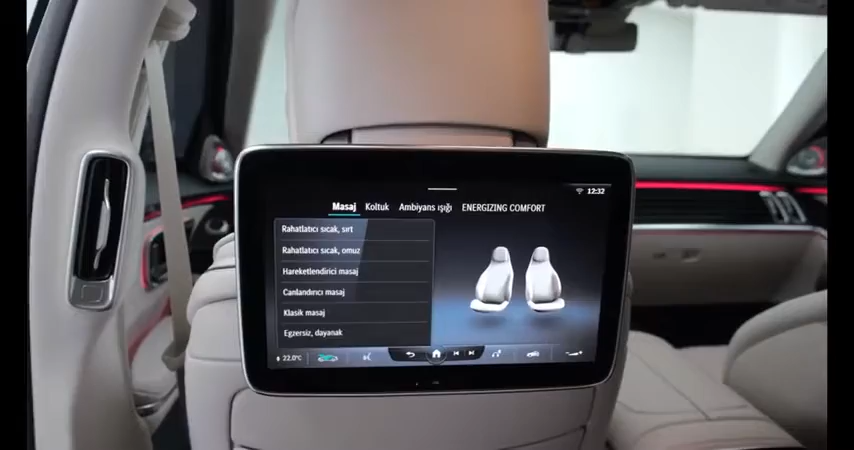 12:32
Masaj Koltuk Ambiyans ışığı ENERGIZING COMFORT
Rahatlatıcı sıcak, sırt
Rahatlatıcı sıcak, omuz
Hareketlendirici masaj
Canlandırıcı masaj
Klasik masaj
Egzersiz, dayanak
22.0°C